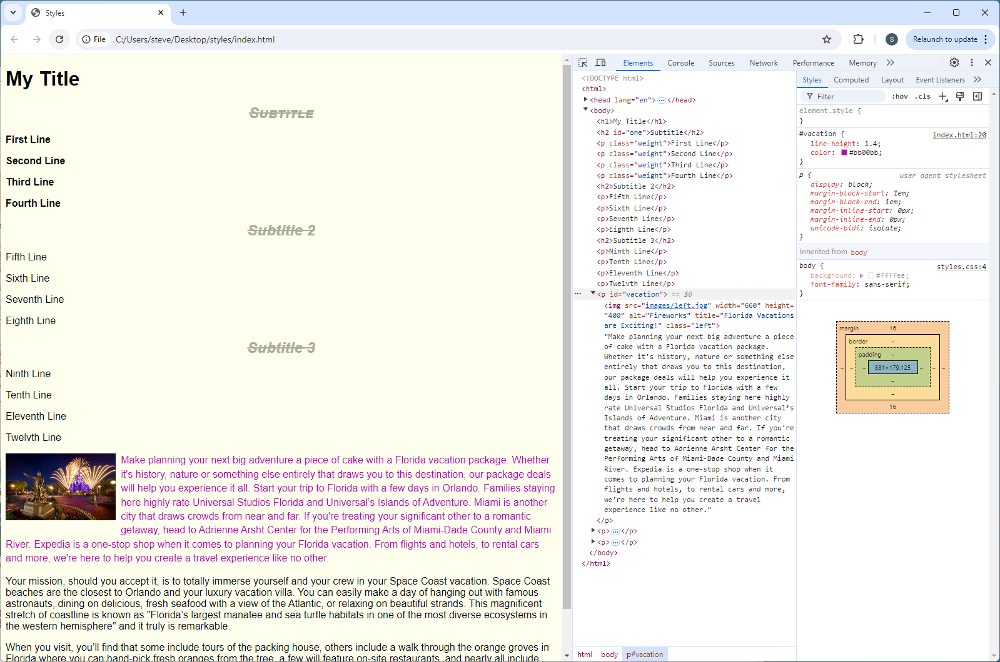 Styles
File C:/Users/steve/Desktop/styles/index.html
S
Relaunch to update
My Title
Subtitle
First Line
Second Line
Third Line
Fourth Line
Subtitle 2
Fifth Line
Sixth Line
Seventh Line
Eighth Line
Subtitle 3
Ninth Line
Tenth Line
Eleventh Line
Twelvth Line
Make planning your next big adventure a piece of cake with a Florida vacation package. Whether
it's history, nature or something else entirely that draws you to this destination, our package deals
will help you experience it all. Start your trip to Florida with a few days in Orlando. Families staying
here highly rate Universal Studios Florida and Universal’s Islands of Adventure. Miami is another
city that draws crowds from near and far. If you're treating your significant other to a romantic
getaway, head to Adrienne Arsht Center for the Performing Arts of Miami-Dade County and Miami
River. Expedia is a one-stop shop when it comes to planning your Florida vacation. From flights and hotels, to rental cars
and more, we're here to help you create a travel experience like no other.
Your mission, should you accept it, is to totally immerse yourself and your crew in your Space Coast vacation. Space Coast
beaches are the closest to Orlando and your luxury vacation villa. You can easily make a day of hanging out with famous
astronauts, dining on delicious, fresh seafood with a view of the Atlantic, or relaxing on beautiful strands. This magnificent
stretch of coastline is known as "Florida’s largest manatee and sea turtle habitats in one of the most diverse ecosystems in
the western hemisphere" and it truly is remarkable.
When you visit, you’ll find that some include tours of the packing house, others include a walk through the orange groves in
Florida where you can hand-pick fresh oranges from the tree, a few will feature on-site restaurants, and nearly all include
Elements Console Sources Network Performance Memory
<!DOCTYPE html>
<html>
<head lang="en"> </head>
<body>
<h1>My Title</h1>
<h2 id="one">Subtitle</h2>
<p class="weight">First Line</p>
<p class="weight">Second Line</p>
<p class="weight">Third Line</p>
<p class="weight">Fourth Line</p>
<h2>Subtitle 2</h2>
<p>Fifth Line</p>
<p>Sixth Line</p>
<p>Seventh Line</p>
<p>Eighth Line</p>
<h2>Subtitle 3</h2>
<p>Ninth Line</p>
<p>Tenth Line</p>
<p>Eleventh Line</p>
<p>Twelvth Line</p>
<p id="vacation"> == $0
<img src="images/left.jpg" width="660" height=
"400" alt="Fireworks" title="Florida Vacations
are Exciting!" class="left">
"Make planning your next big adventure a piece
of cake with a Florida vacation package.
Whether it's history, nature or something else
entirely that draws you to this destination,
our package deals will help you experience it
all. Start your trip to Florida with a few
days in Orlando. Families staying here highly
rate Universal Studios Florida and Universal’s
Islands of Adventure. Miami is another city
that draws crowds from near and far. If you're
treating your significant other to a romantic
getaway, head to Adrienne Arsht Center for the
Performing Arts of Miami-Dade County and Miami
River. Expedia is a one-stop shop when it
comes to planning your Florida vacation. From
flights and hotels, to rental cars and more,
we're here to help you create a travel
experience like no other."
</p>
<p> </p>
<p> </p>
</body>
</html>
html body p#vacation
Styles Computed Layout Event Listeners
Filter :hov .cls
element.style {
}
#vacation { index.html:20
line-height: 1.4;
color: #bb00bb;
}
p { user agent stylesheet
display: block;
margin-block-start: 1em;
margin-block-end: 1em;
margin-inline-start: 0px;
margin-inline-end: 0px;
unicode-bidi: isolate;
}
Inherited from body
body { styles.css:4
background: #ffffee;
font-family: sans-serif;
}
margin 16
border –
padding –
– – – 881×179.125 – – –
–
–
16